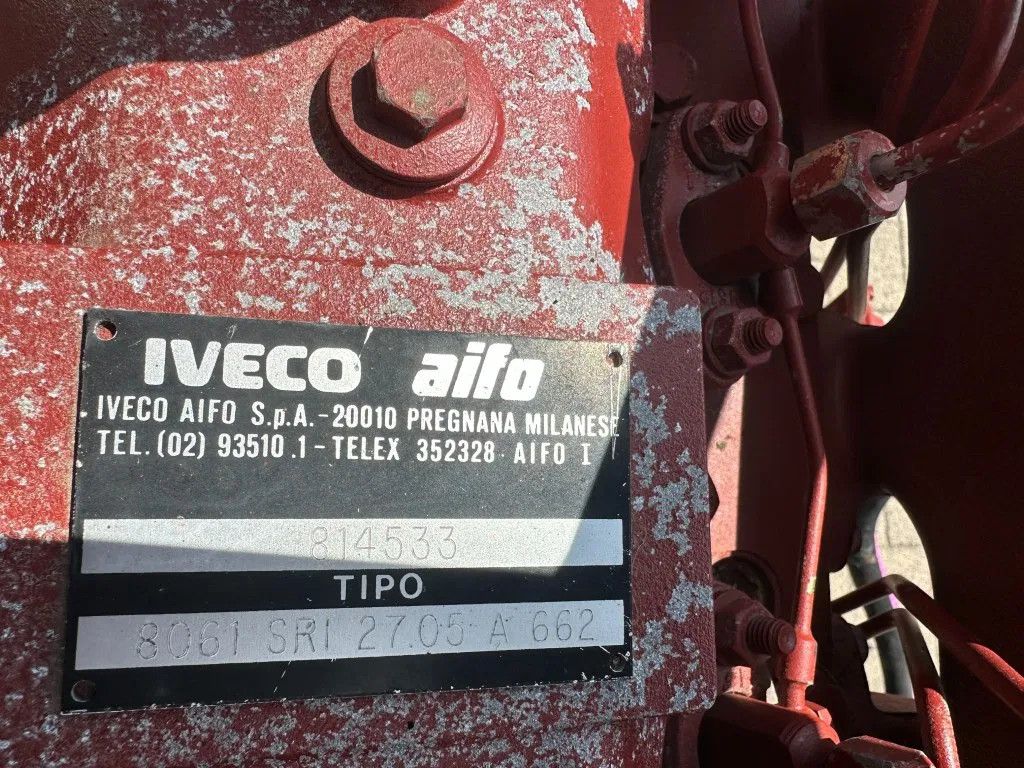 IVECO aifo
IVECO AIFO S.p.A.-20010 PREGNANA MILANESE
TEL.(02) 93510.1-TELEX 352328 AIFO I
814533
TIPO
8061 SRI 27.05 A 662